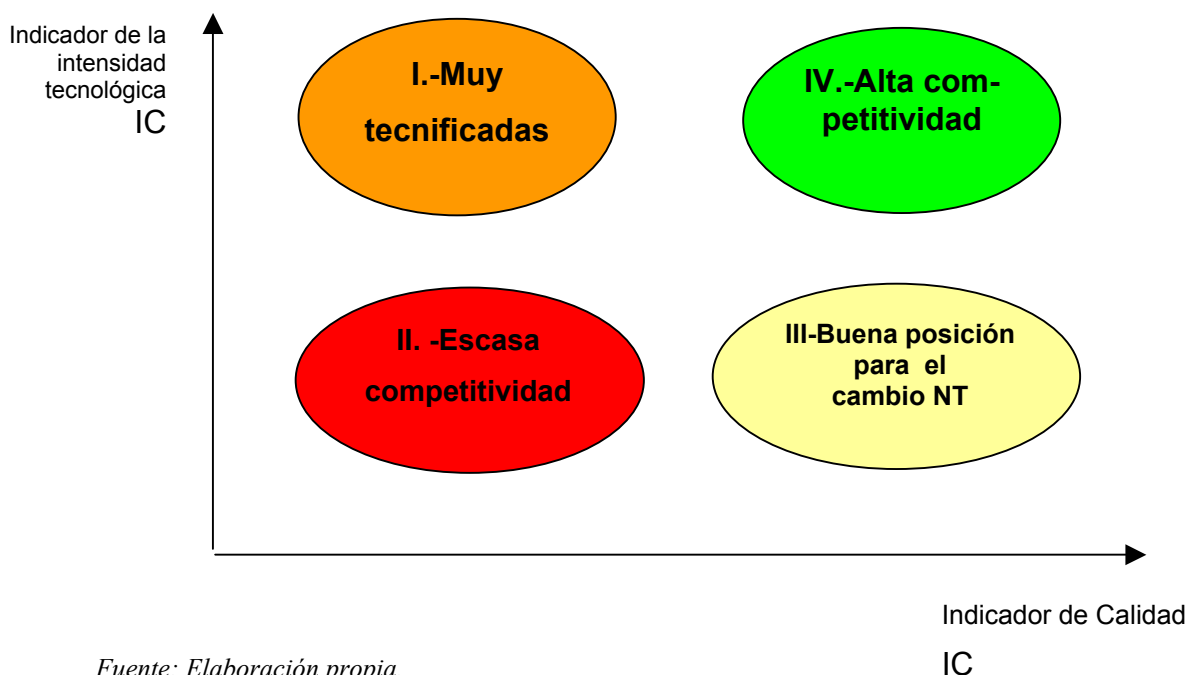 Indicador de la
intensidad
tecnológica
IC
I.-Muy
tecnificadas
IV.-Alta com-
petitividad
II. -Escasa
competitividad
III-Buena posición
para el
cambio NT
Indicador de Calidad
IC
Fuente: Elaboración propia